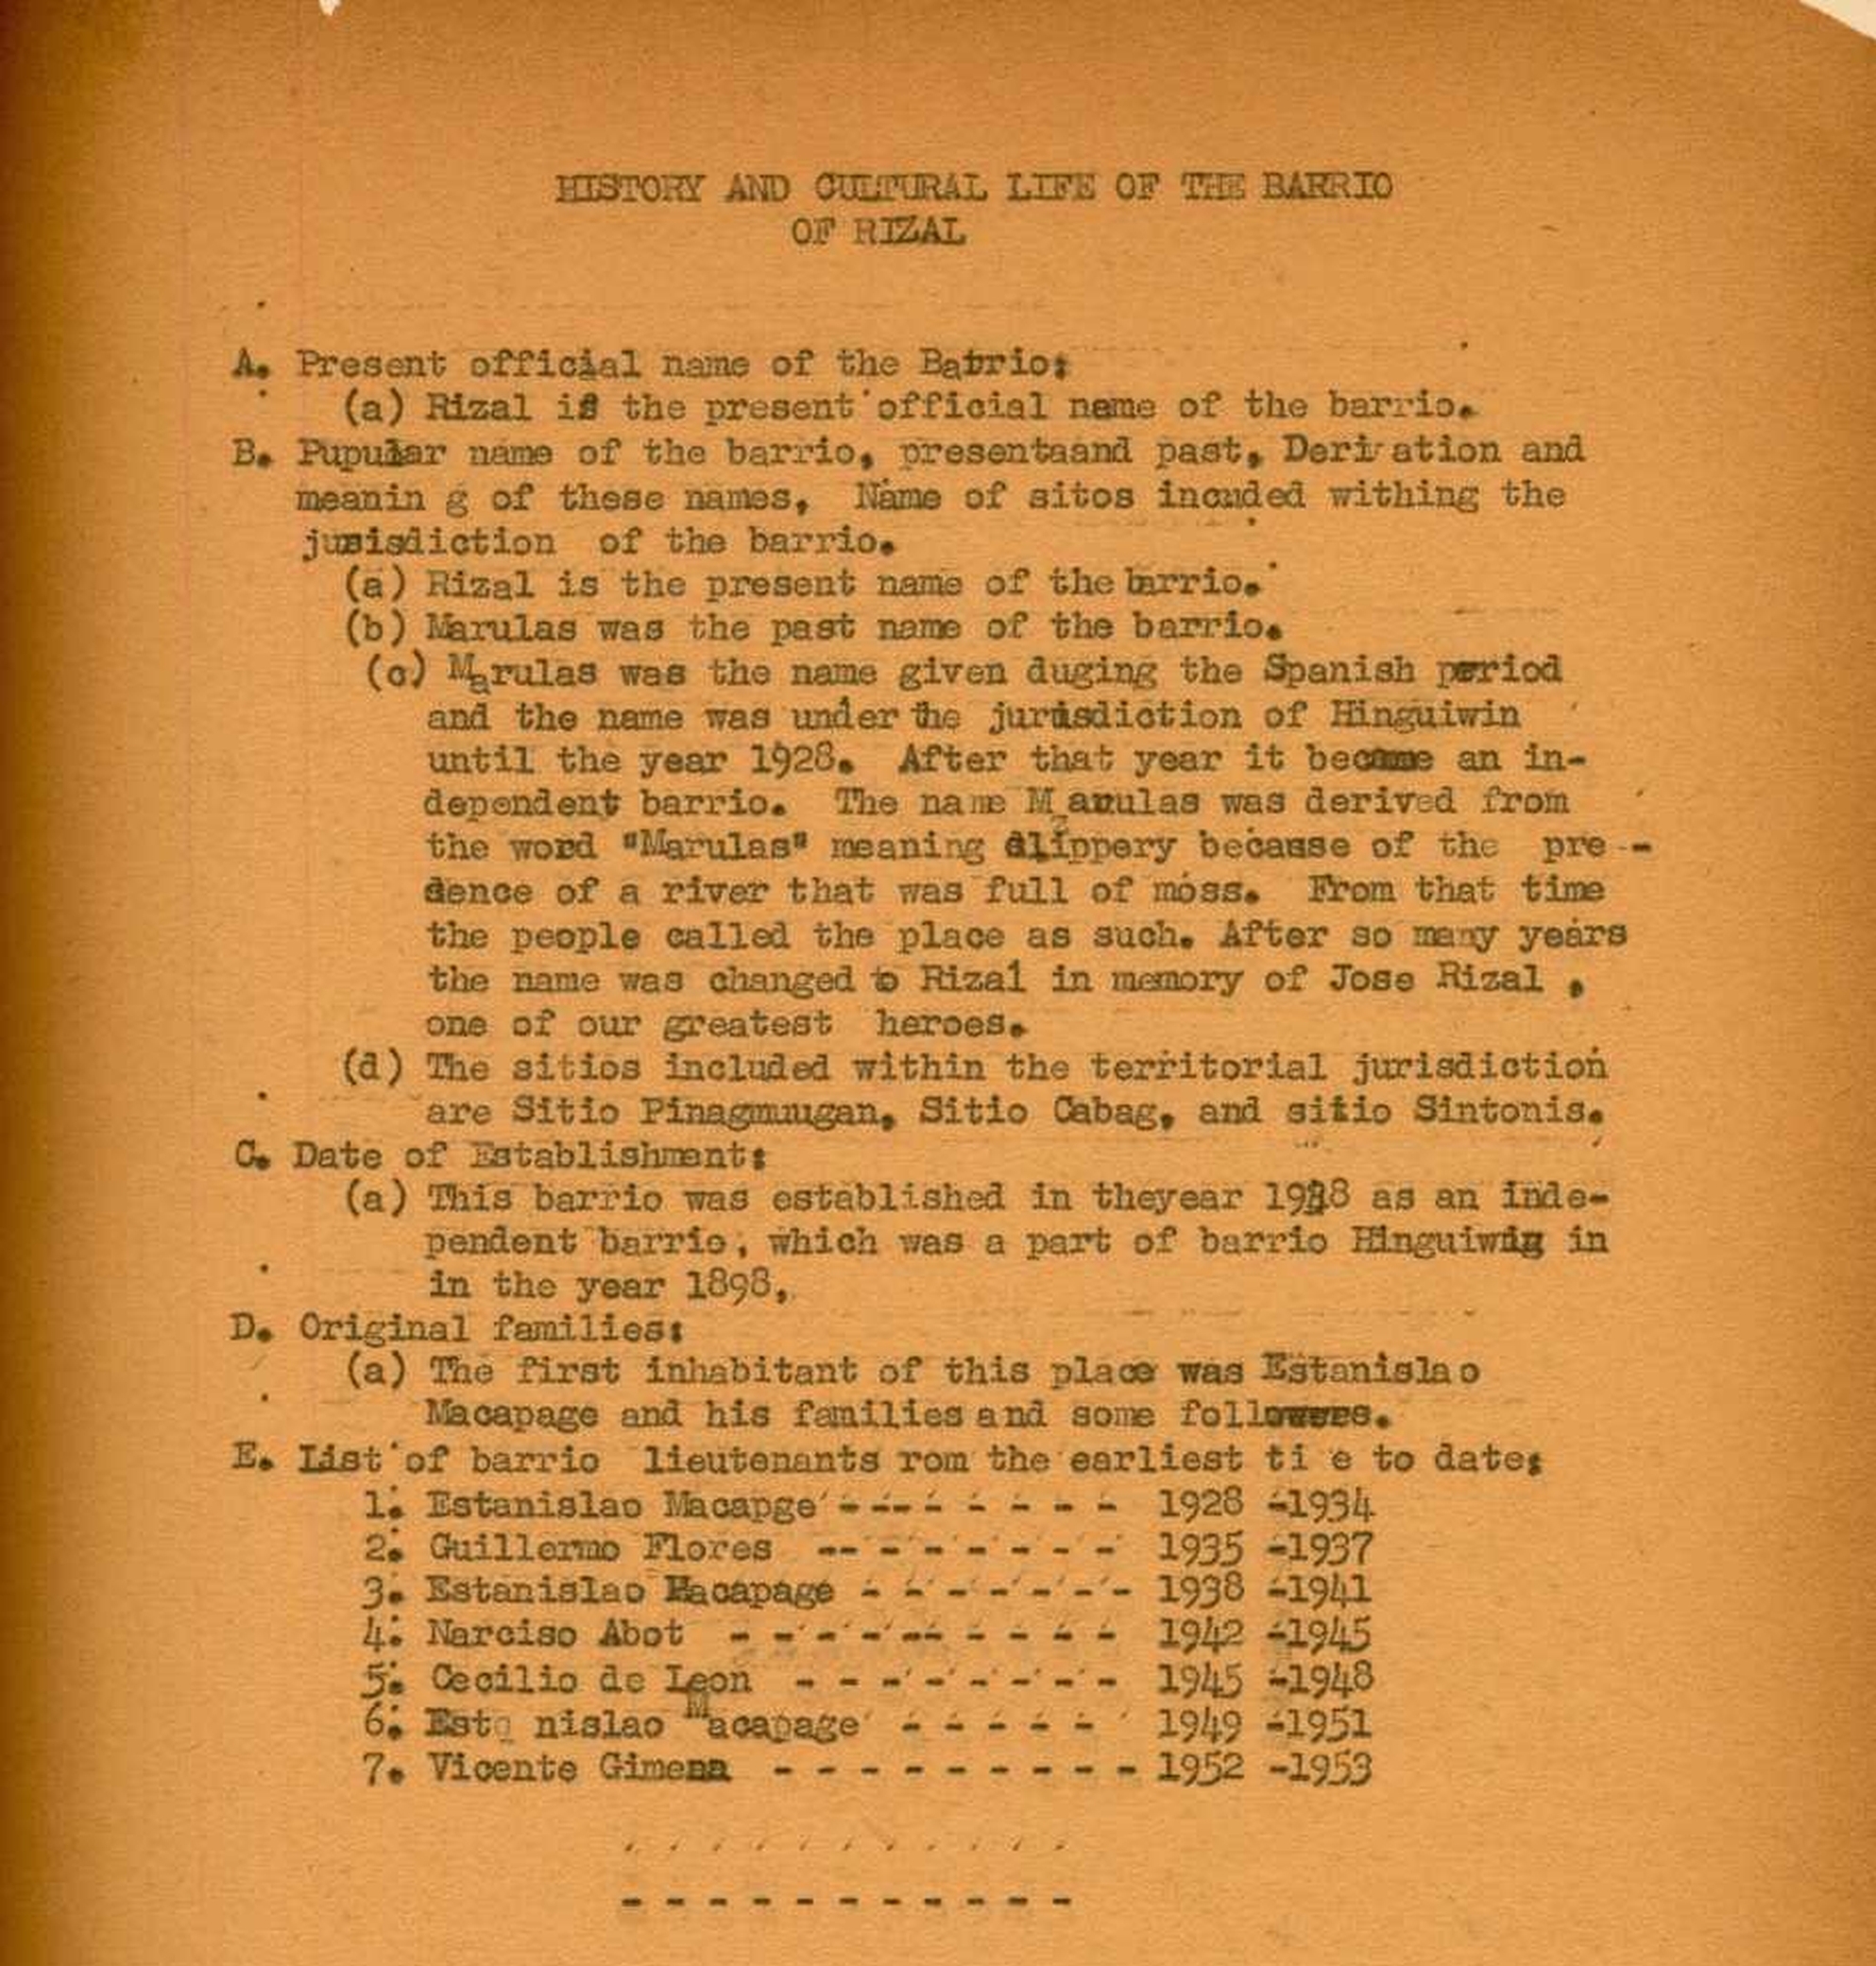 HISTORY AND CULTURAL LIFE OF THE BARRIO
OF RIZAL
A. Present official name of the Batrio:
(a) Rizal is the present official name of the barrio.
B. Pupular name of the barrio, presentaand past, Derivation and
meanin g of these names, Name of sitos incuded withing the
jurisdiction of the barrio.
(a) Rizal is the present name of the barrio.
(b) Marulas was the past name of the barrio.
(c) Marulas was the name given duging the Spanish period
and the name was under the jurisdiction of Hinguiwin
until the year 1928. After that year it became an in-
dependent barrio. The name Marulas was derived from
the word "Marulas" meaning slippery because of the pre--
sence of a river that was full of moss. From that time
the people called the place as such. After so many years
the name was changed to Rizal in memory of Jose Rizal ,
one of our greatest heroes.
(d) The sitios included within the territorial jurisdiction
are Sitio Pinagmuugan, Sitio Cabag, and sitio Sintonis.
C. Date of Establishment:
(a) This barrio was established in theyear 1928 as an inde-
pendent barrio, which was a part of barrio Hinguiwin in
in the year 1898,
D. Original families:
(a) The first inhabitant of this place was Estanislao
Macapage and his families and some followers.
E. List of barrio lieutenants rom the earliest ti e to date:
1. Estanislao Macapge - - - - - - - - 1928 -1934
2. Guillermo Flores -- - - - - - - 1935 -1937
3. Estanislao Macapage - - - - - - - 1938 -1941
4. Narciso Abot - - - - - - - - - 1942 -1945
5. Cecilio de Leon - - - - - - - - 1945 -1948
6. Esta nislao Macapage - - - - - 1949 -1951
7. Vicente Gimena - - - - - - - - - 1952 -1953
- - - - - - - - - - -